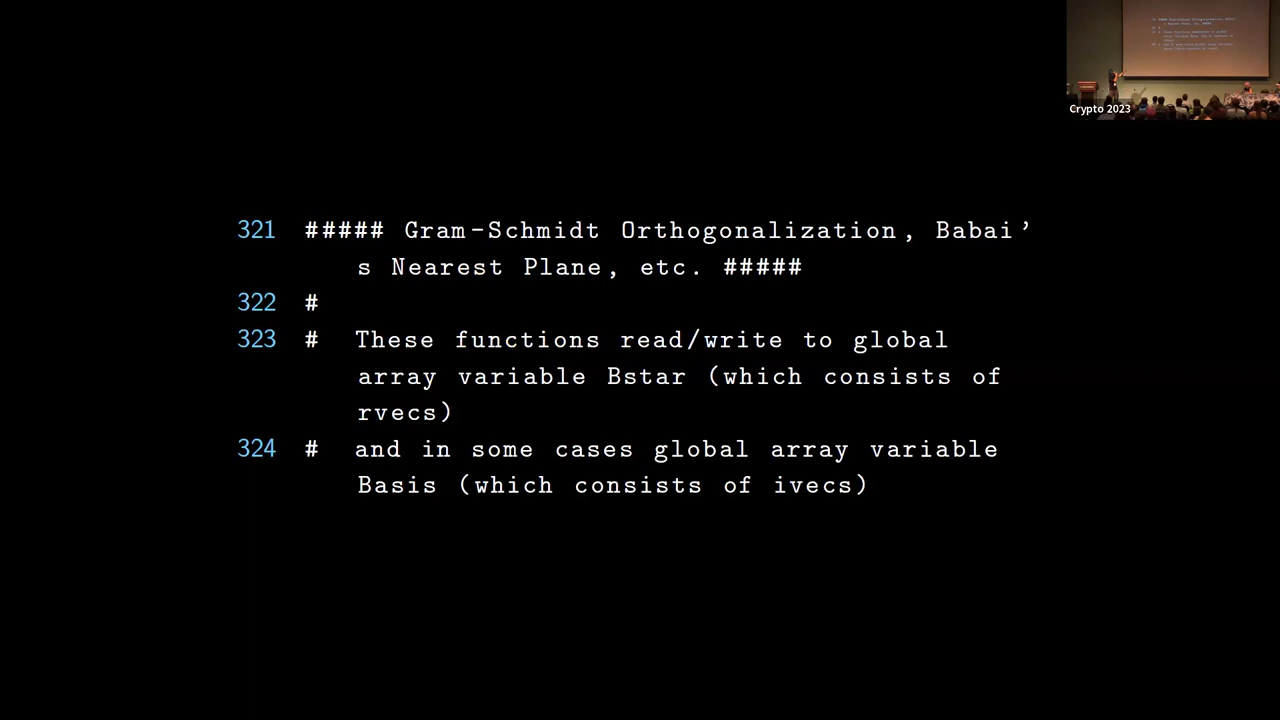 321 ##### Gram-Schmidt Orthogonalization, Babai’
s Nearest Plane, etc. #####
322 #
323 # These functions read/write to global
array variable Bstar (which consists of
rvecs)
324 # and in some cases global array variable
Basis (which consists of ivecs)
Crypto 2023